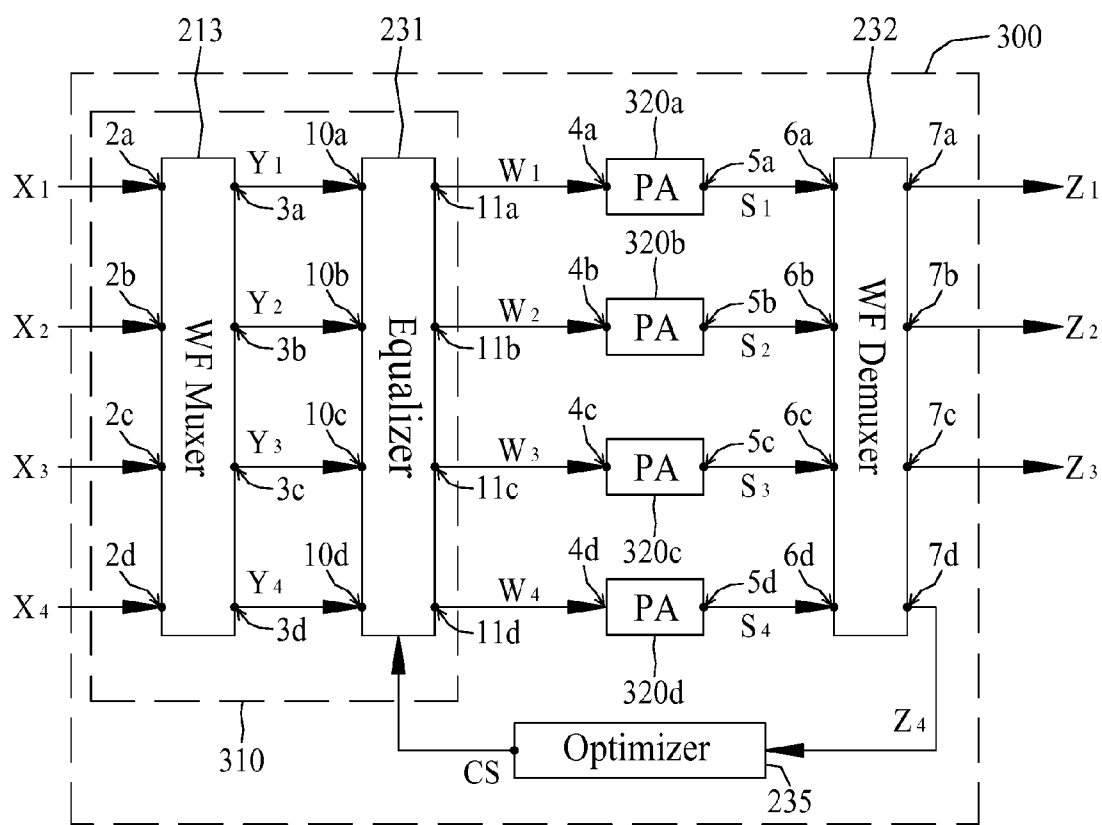 213 231 232 300
320a
2a 10a 4a 5a 6a 7a
X1 Y1 W1 PA S1 Z1
3a 11a
320b
2b 10b 4b 5b 6b 7b
X2 Y2 W2 PA S2 Z2
3b 11b
WF Muxer
Equalizer
WF Demuxer
2c 10c 4c 5c 6c 7c
X3 Y3 W3 PA S3 Z3
3c 11c
320c
2d 10d 4d 5d 6d 7d
X4 Y4 W4 PA S4
3d 11d
320d
Z4
Optimizer
310 CS
235